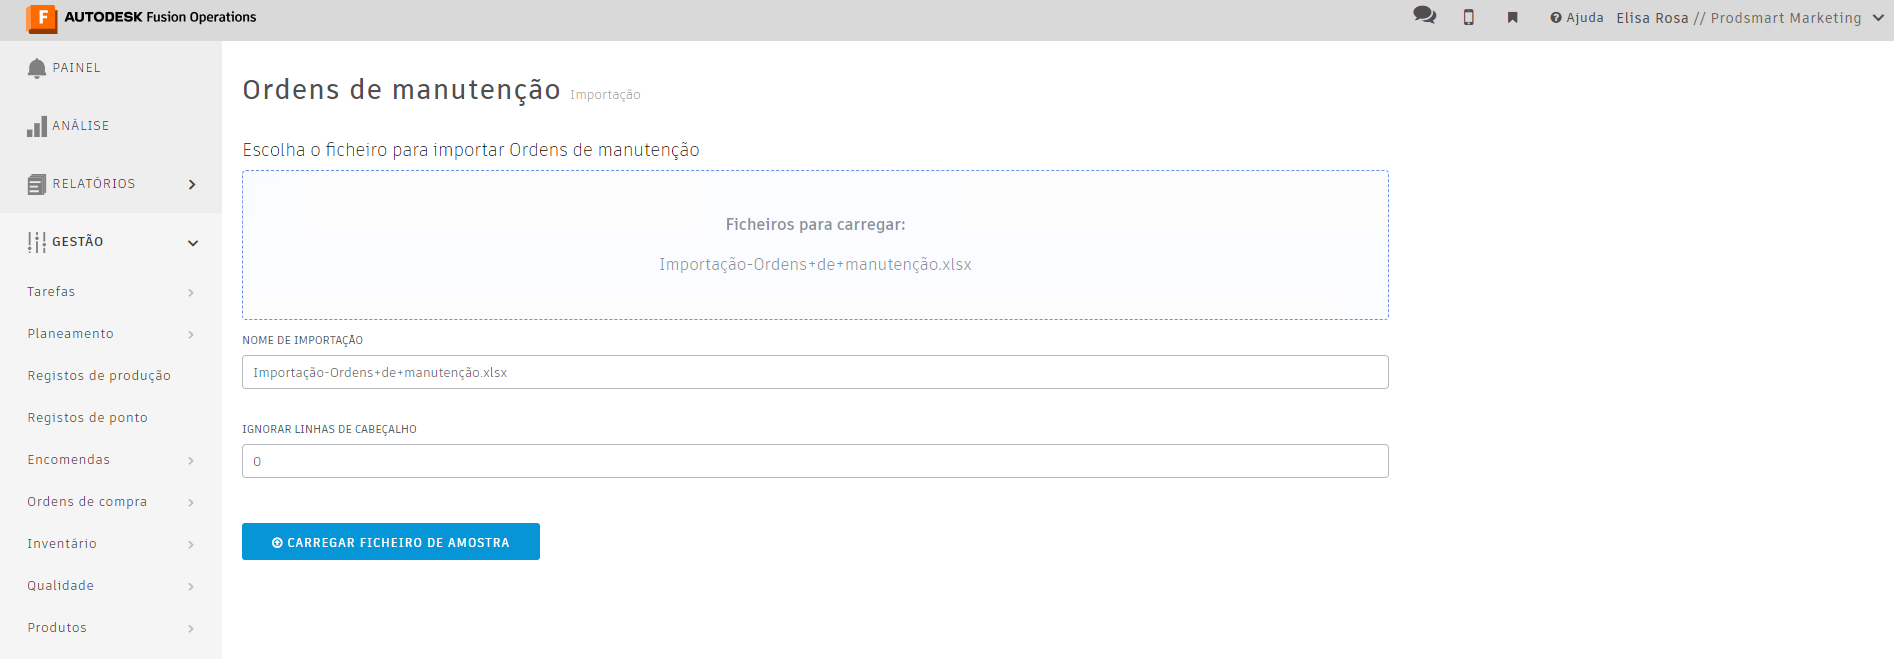 AUTODESK Fusion Operations
Ajuda Elisa Rosa // Prodsmart Marketing
PAINEL
ANÁLISE
RELATÓRIOS
GESTÃO
Tarefas
Planeamento
Registos de produção
Registos de ponto
Encomendas
Ordens de compra
Inventário
Qualidade
Produtos
Ordens de manutenção Importação
Escolha o ficheiro para importar Ordens de manutenção
Ficheiros para carregar:
Importação-Ordens+de+manutenção.xlsx
NOME DE IMPORTAÇÃO
Importação-Ordens+de+manutenção.xlsx
IGNORAR LINHAS DE CABEÇALHO
0
CARREGAR FICHEIRO DE AMOSTRA